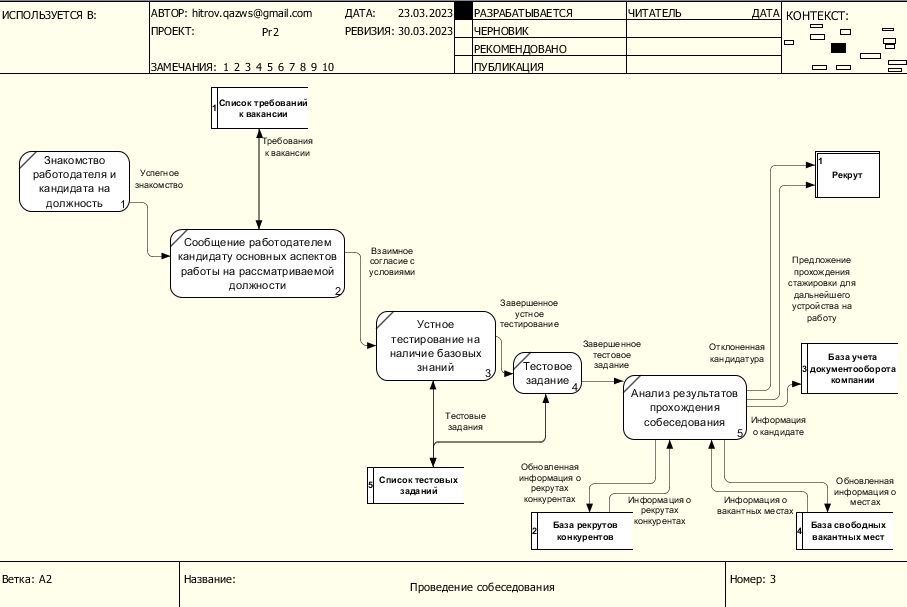 ИСПОЛЬЗУЕТСЯ В:
АВТОР: hitrov.qazws@gmail.com
ДАТА: 23.03.2023
ПРОЕКТ: Pr2
РЕВИЗИЯ: 30.03.2023
ЗАМЕЧАНИЯ: 1 2 3 4 5 6 7 8 9 10
РАЗРАБАТЫВАЕТСЯ
ЧЕРНОВИК
РЕКОМЕНДОВАНО
ПУБЛИКАЦИЯ
ЧИТАТЕЛЬ
ДАТА
КОНТЕКСТ:
1
Список требований
к вакансии
Требования
к вакансии
Знакомство
работодателя и
кандидата на
должность
1
Успешное
знакомство
Сообщение работодателем
кандидату основных аспектов
работы на рассматриваемой
должности
2
Взаимное
согласие с
условиями
Устное
тестирование на
наличие базовых
знаний
3
Завершенное
устное
тестирование
Тестовое
задание
4
Завершенное
тестовое
задание
Анализ результатов
прохождения
собеседования
5
Тестовые
задания
5
Список тестовых
заданий
1
Рекрут
Предложение
прохождения
стажировки для
дальнейшего
устройства на
работу
Отклоненная
кандидатура
3
База учета
документооборота
компании
Информация
о кандидате
Обновленная
информация о
рекрутах
конкурентах
Информация о
рекрутах
конкурентах
2
База рекрутов
конкурентов
Информация о
вакантных местах
Обновленная
информация о
местах
4
База свободных
вакантных мест
Ветка: A2
Название:
Проведение собеседования
Номер: 3